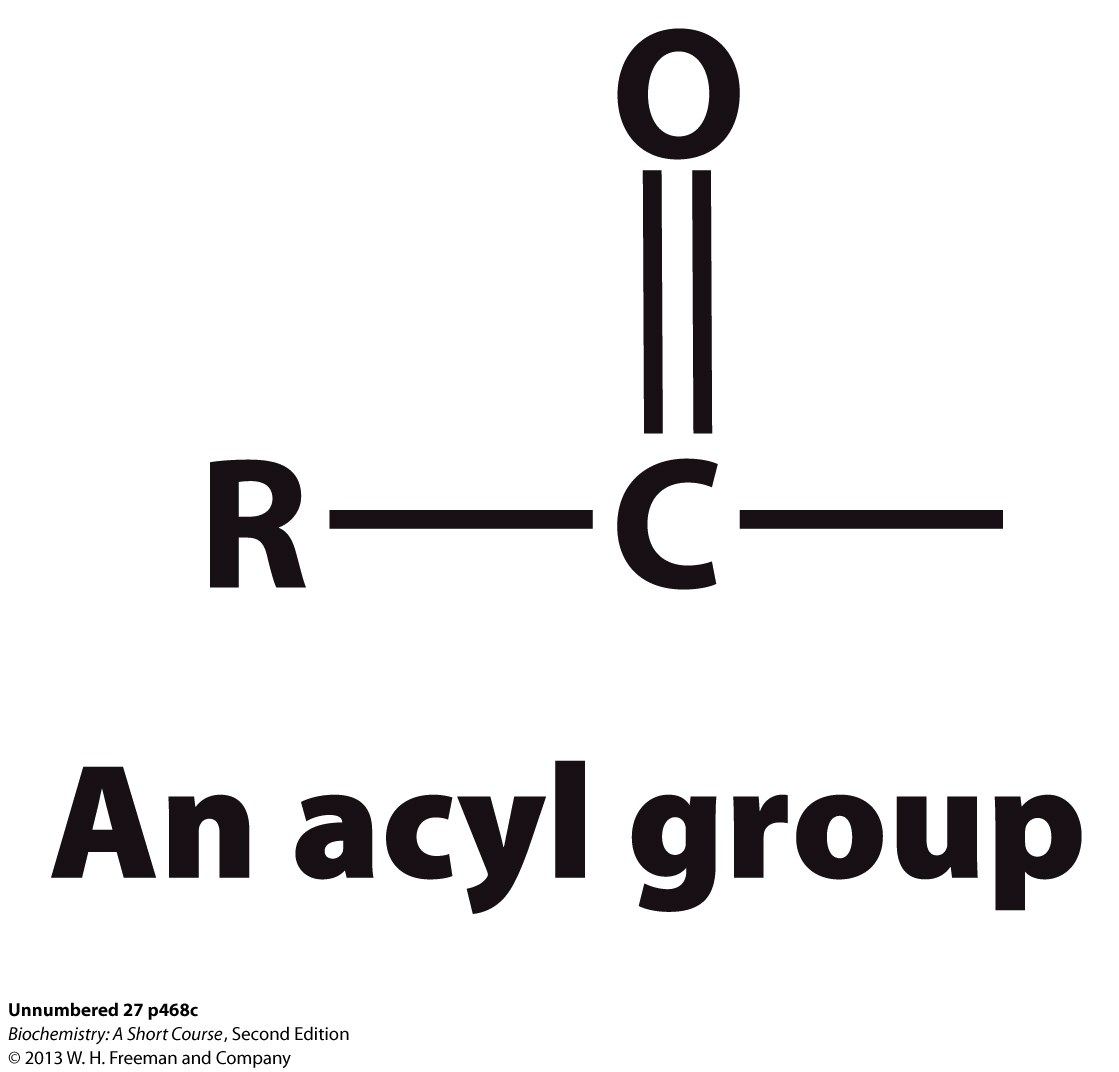 O
R C
An acyl group
Unnumbered 27 p468c
Biochemistry: A Short Course, Second Edition
© 2013 W. H. Freeman and Company